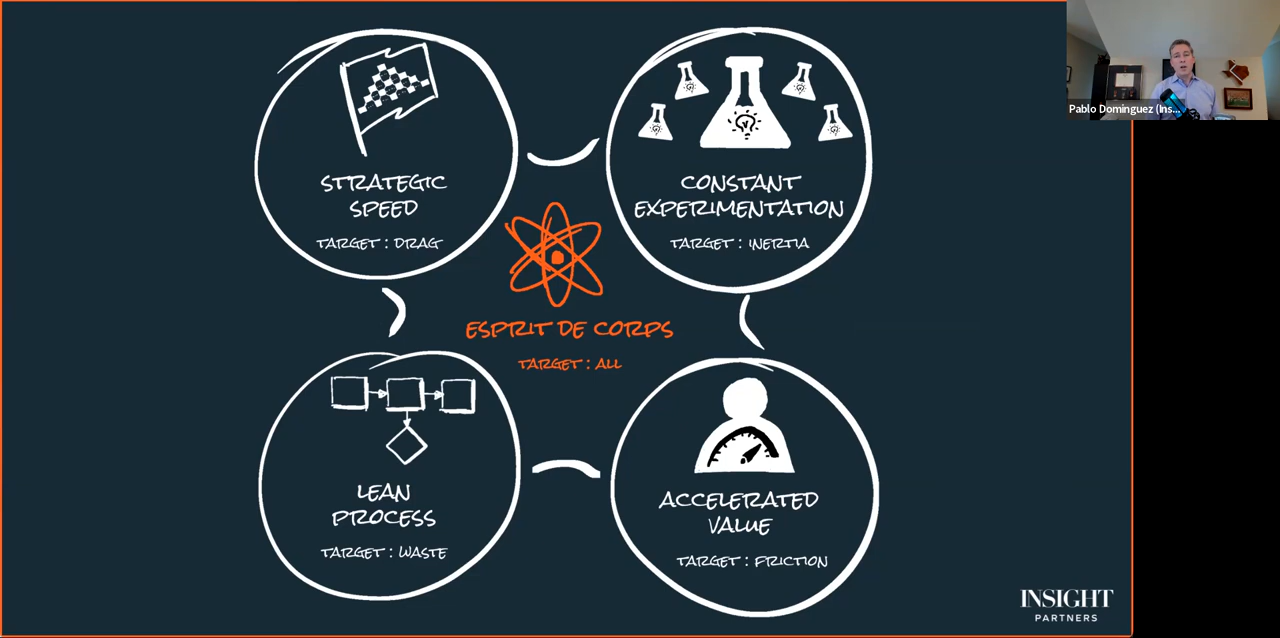 STRATEGIC
SPEED
TARGET : DRAG
CONSTANT
EXPERIMENTATION
TARGET : INERTIA
ESPRIT DE CORPS
TARGET : ALL
LEAN
PROCESS
TARGET : WASTE
ACCELERATED
VALUE
TARGET : FRICTION
INSIGHT
PARTNERS
Pablo Dominguez (Ins...